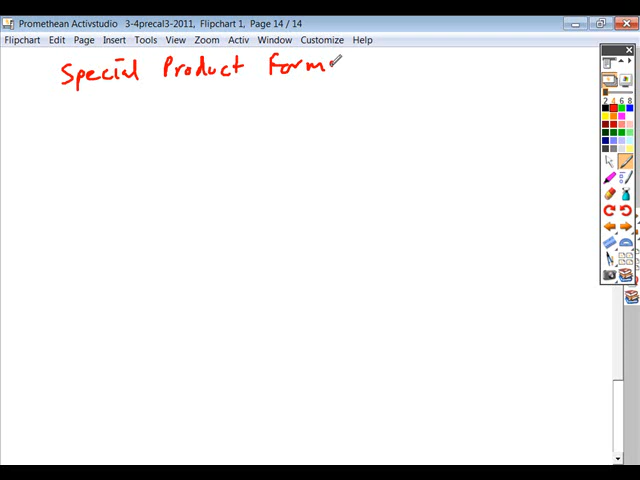 Promethean Activstudio 3-4precal3-2011, Flipchart 1, Page 14 / 14
Flipchart Edit Page Insert Tools View Zoom Activ Window Customize Help
Special Product Form
2 4 6 8